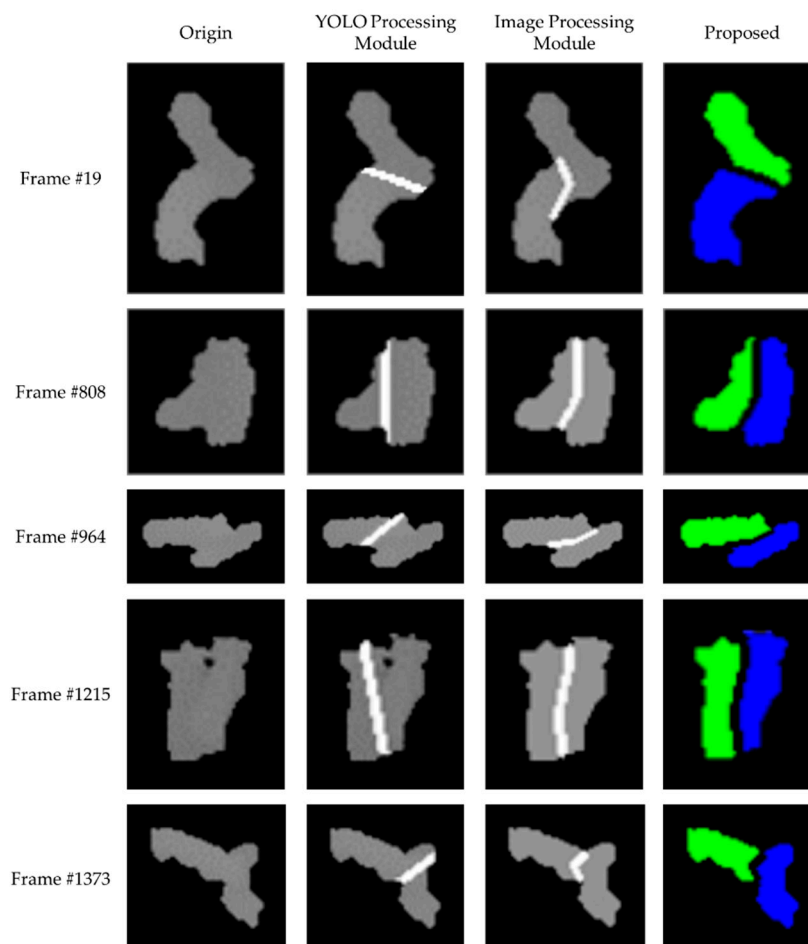 Origin
YOLO Processing
Module
Image Processing
Module
Proposed
Frame #19
Frame #808
Frame #964
Frame #1215
Frame #1373